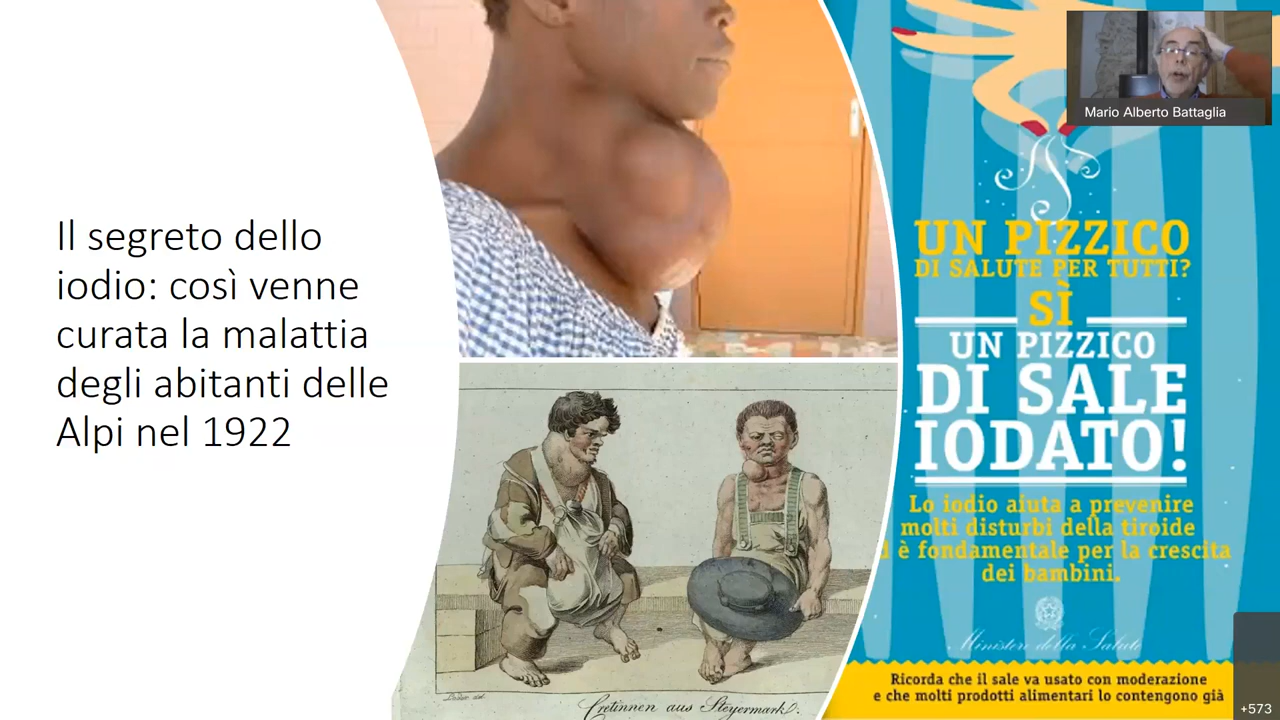 Il segreto dello
iodio: così venne
curata la malattia
degli abitanti delle
Alpi nel 1922
Mario Alberto Battaglia
UN PIZZICO
DI SALUTE PER TUTTI?
SÌ
UN PIZZICO
DI SALE
IODATO!
Lo iodio aiuta a prevenire
molti disturbi della tiroide
d è fondamentale per la crescita
dei bambini.
Ministero della Salute
Ricorda che il sale va usato con moderazione
e che molti prodotti alimentari lo contengono già
Cretinnen aus Steyermark.
+573